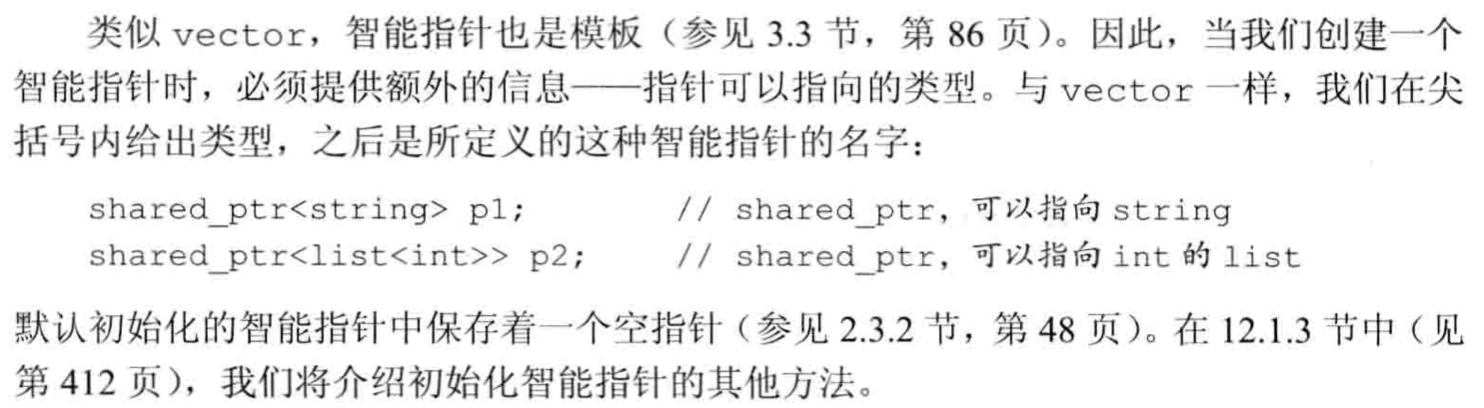 类似 vector，智能指针也是模板（参见 3.3 节，第 86 页）。因此，当我们创建一个
智能指针时，必须提供额外的信息——指针可以指向的类型。与 vector 一样，我们在尖
括号内给出类型，之后是所定义的这种智能指针的名字：
shared_ptr<string> p1; // shared_ptr，可以指向 string
shared_ptr<list<int>> p2; // shared_ptr，可以指向 int 的 list
默认初始化的智能指针中保存着一个空指针（参见 2.3.2 节，第 48 页）。在 12.1.3 节中（见
第 412 页），我们将介绍初始化智能指针的其他方法。